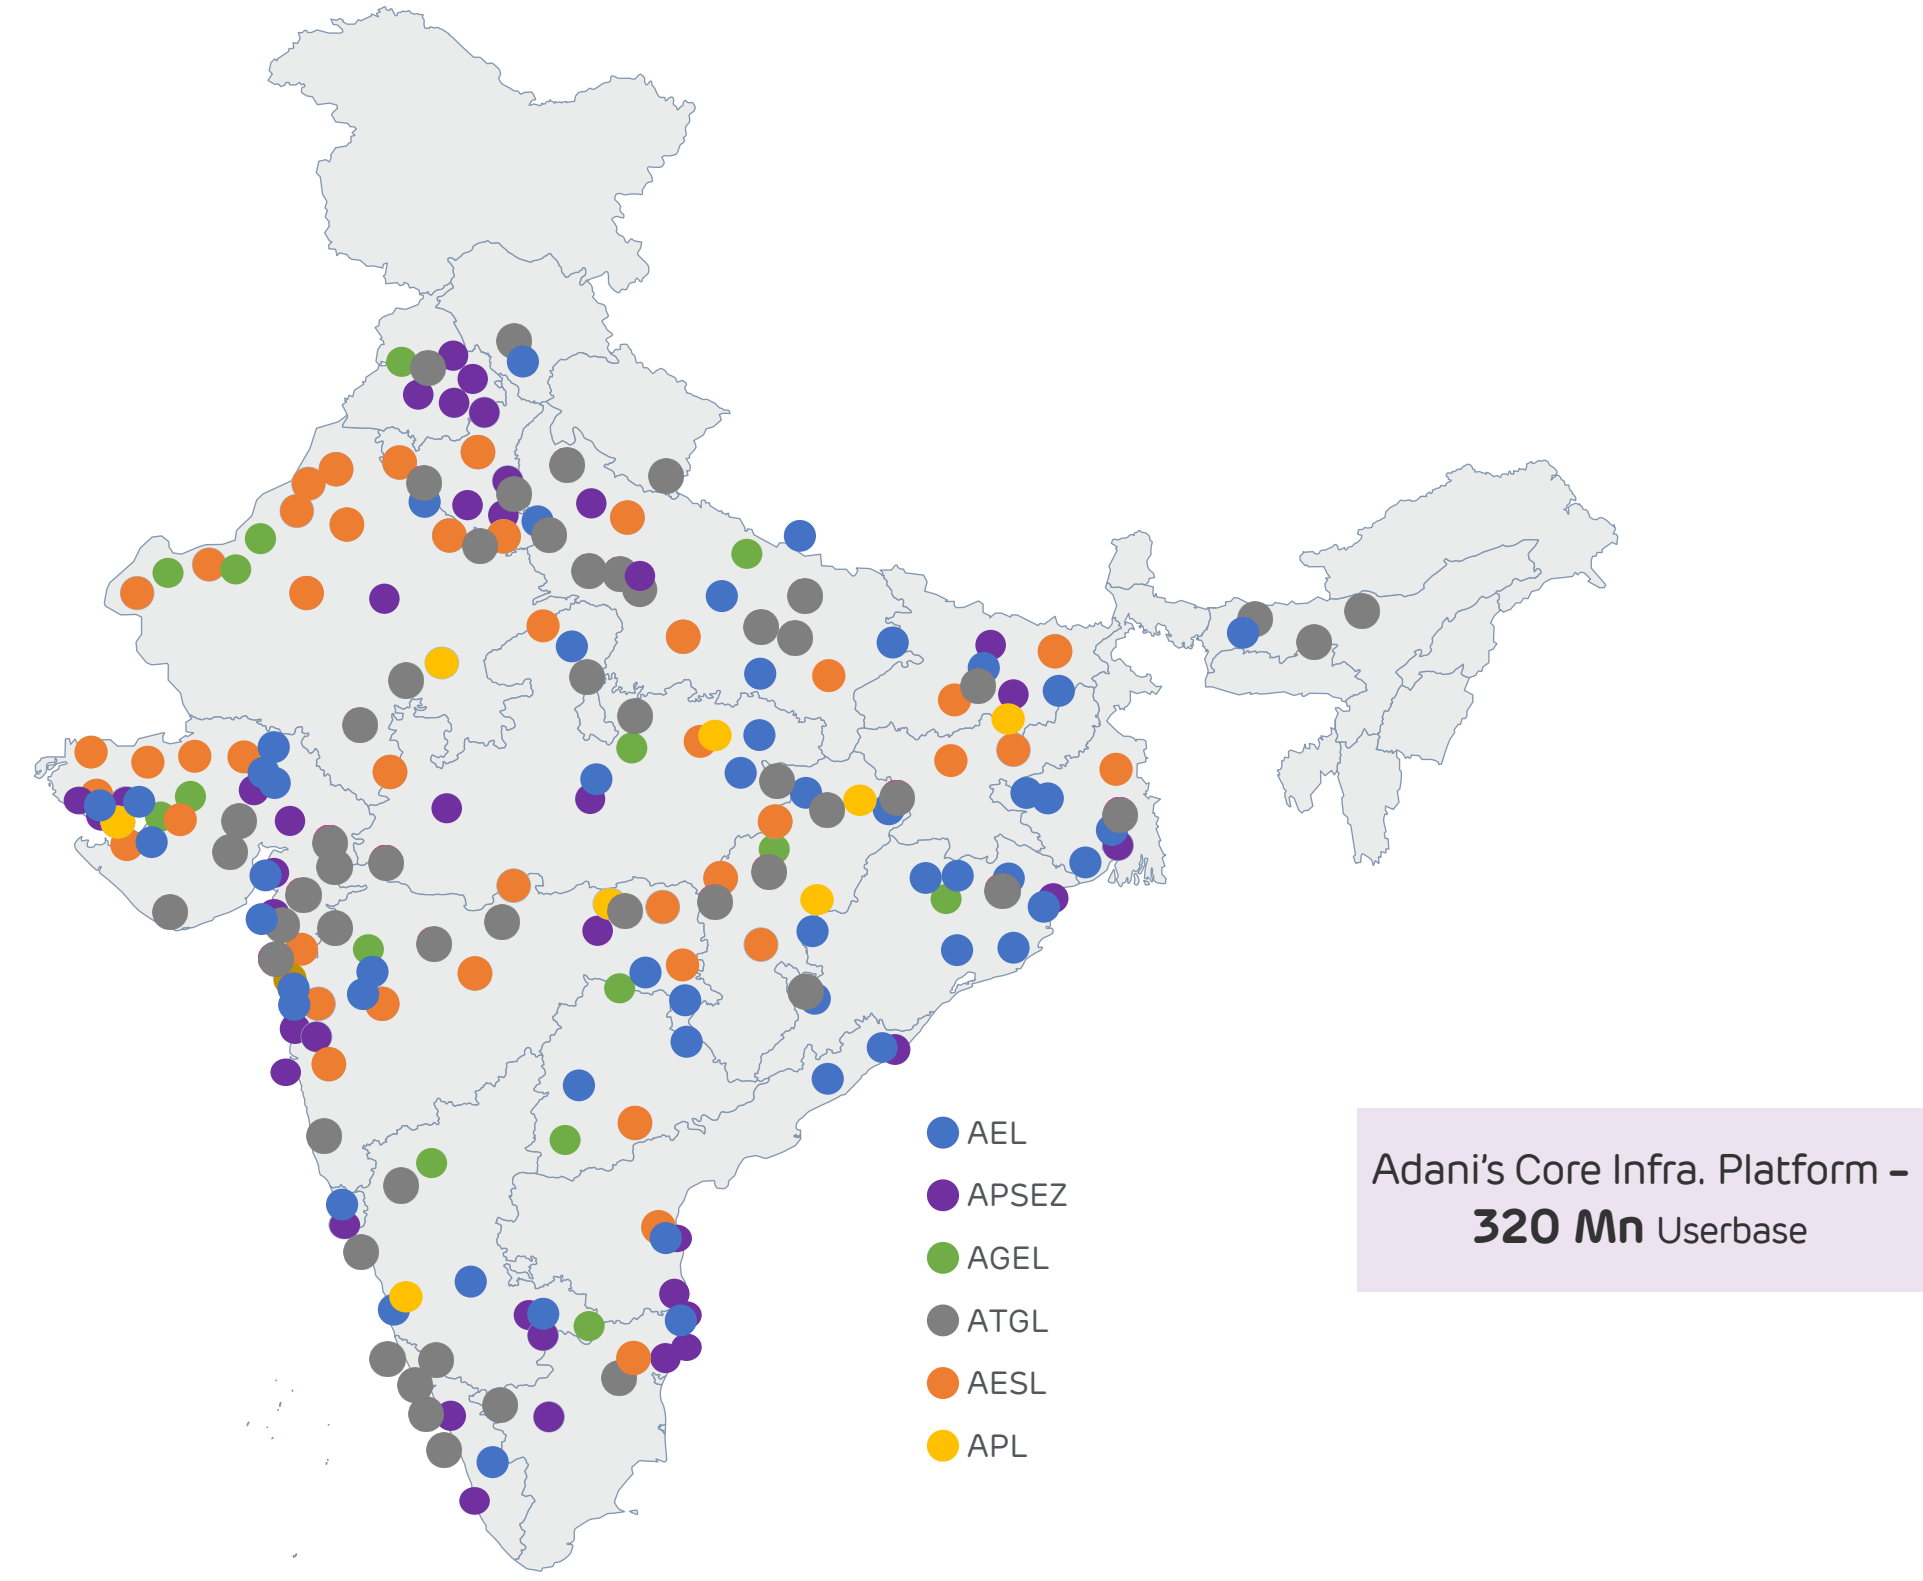 AEL
APSEZ
AGEL
ATGL
AESL
APL
Adani's Core Infra. Platform –
320 Mn Userbase